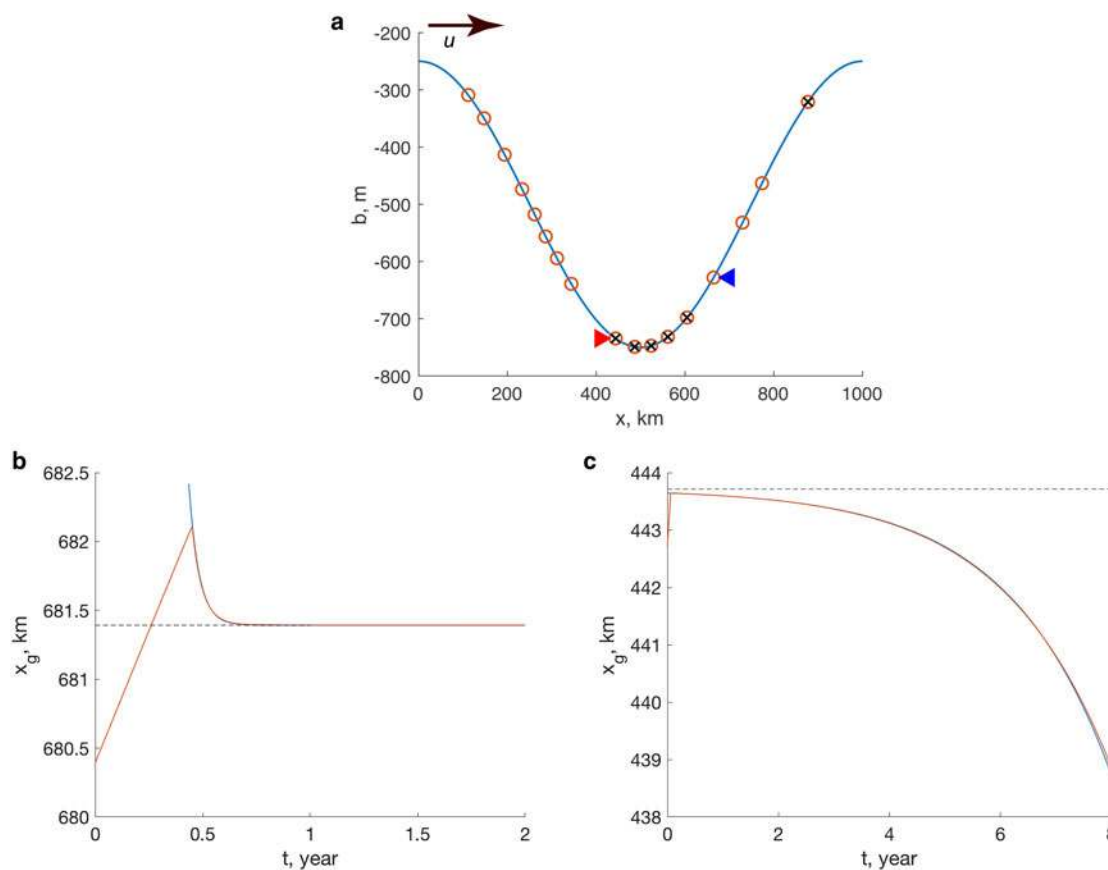 a
u
-200
-300
-400
-500
-600
-700
-800
b, m
0 200 400 600 800 1000
x, km
b
682.5
682
681.5
681
680.5
680
x_g, km
0 0.5 1 1.5 2
t, year
c
444
443
442
441
440
439
438
x_g, km
0 2 4 6 8
t, year